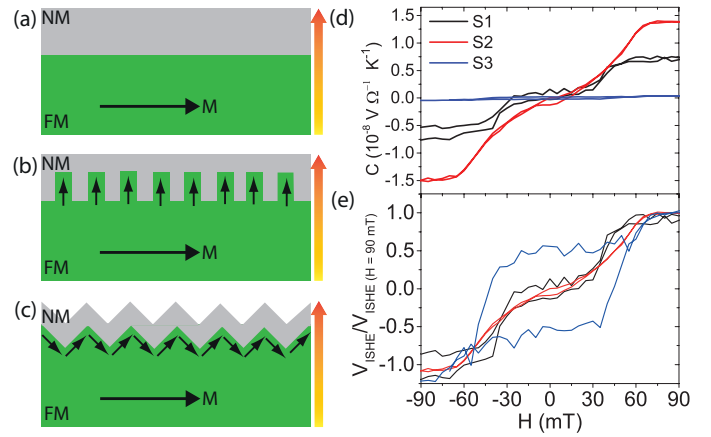 (a)
NM
M
FM
(b)
NM
M
FM
(c)
NM
M
FM
(d)
S1
S2
S3
1.5
1.0
0.5
0.0
-0.5
-1.0
-1.5
C (10⁻⁸ V Ω⁻¹ K⁻¹)
(e)
1.0
0.5
0.0
-0.5
-1.0
V_ISHE/V_ISHE (H = 90 mT)
-90 -60 -30 0 30 60 90
H (mT)